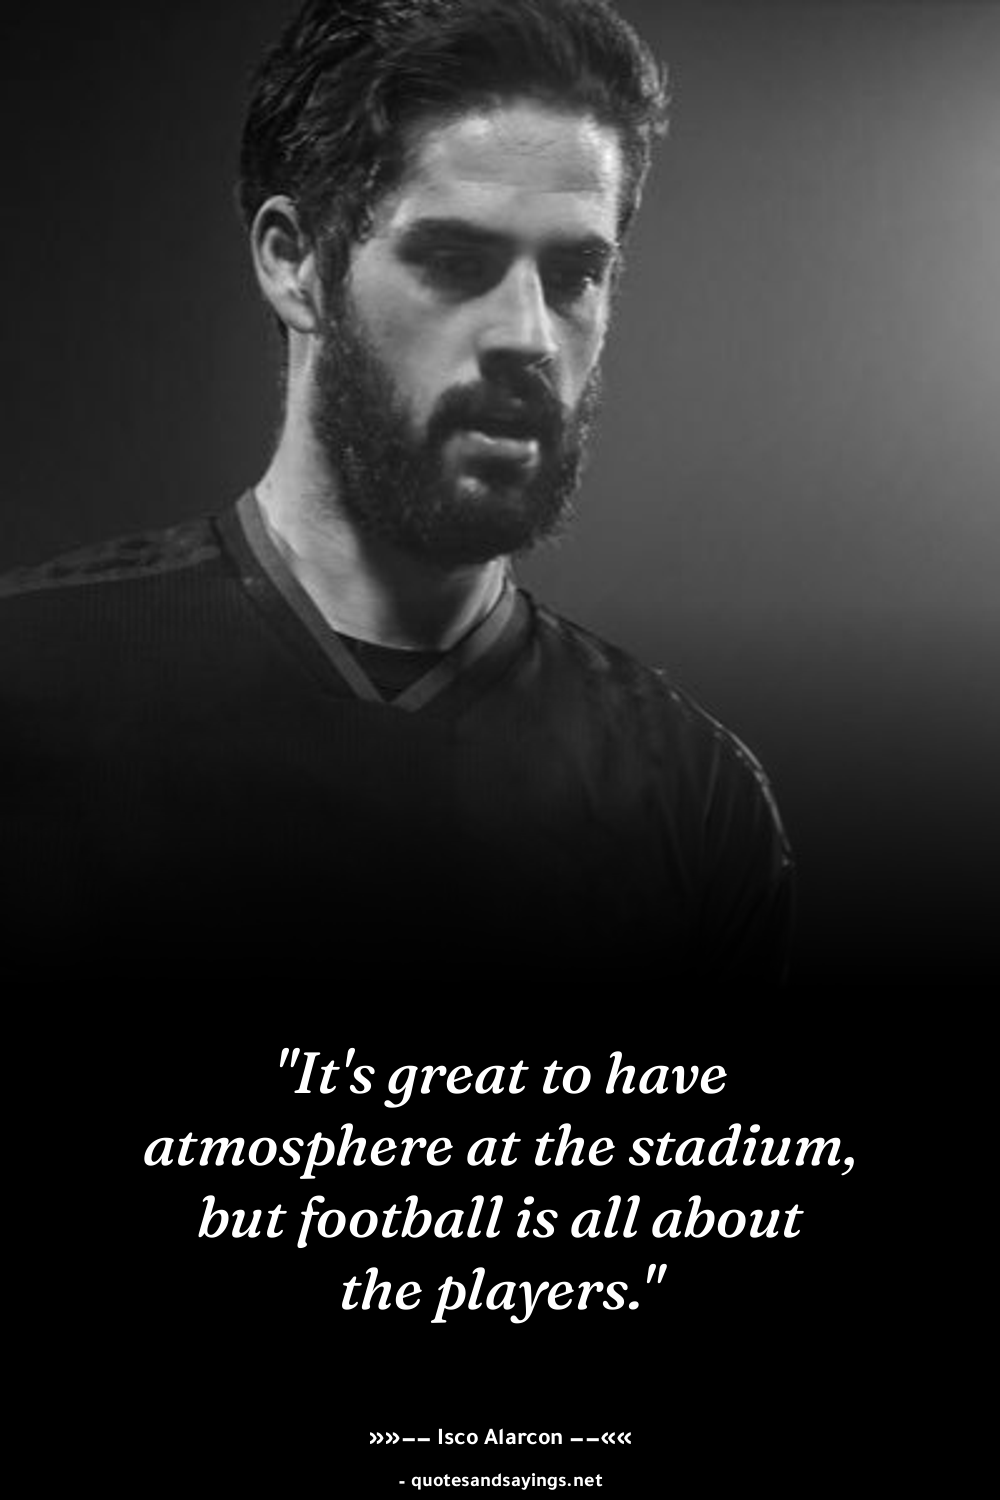 "It's great to have
atmosphere at the stadium,
but football is all about
the players."
»»−− Isco Alarcon −−««
- quotesandsayings.net